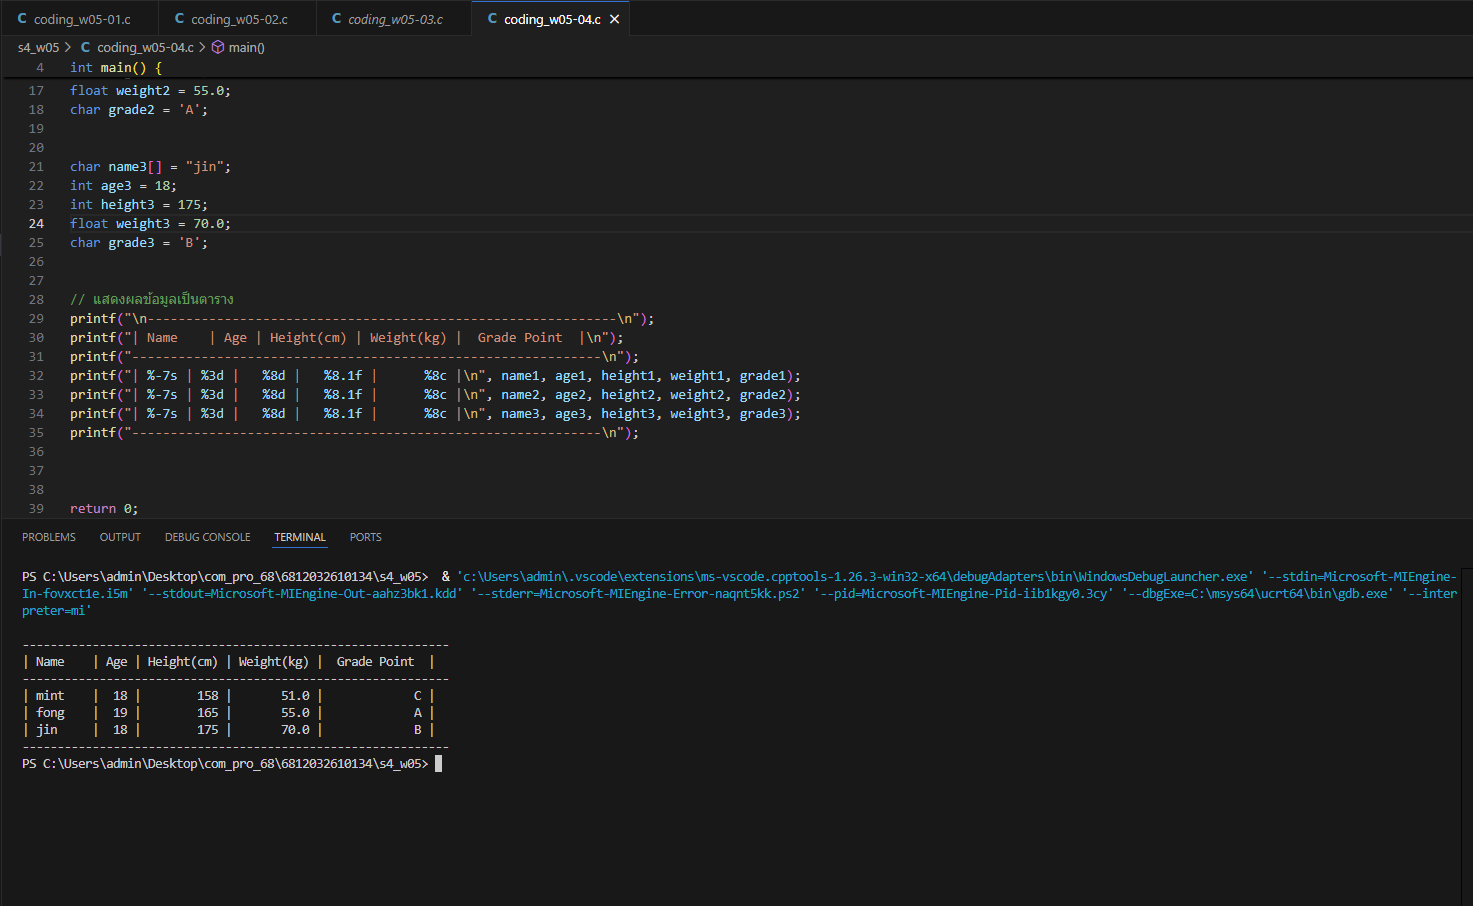 C coding_w05-01.c C coding_w05-02.c C coding_w05-03.c C coding_w05-04.c ×
s4_w05 > C coding_w05-04.c > main()
4 int main() {
17 float weight2 = 55.0;
18 char grade2 = 'A';
19
20
21 char name3[] = "jin";
22 int age3 = 18;
23 int height3 = 175;
24 float weight3 = 70.0;
25 char grade3 = 'B';
26
27
28 // แสดงผลข้อมูลเป็นตาราง
29 printf("\n-------------------------------------------------------------\n");
30 printf("| Name    | Age | Height(cm) | Weight(kg) |  Grade Point  |\n");
31 printf("-------------------------------------------------------------\n");
32 printf("| %-7s | %3d |   %8d |   %8.1f |      %8c |\n", name1, age1, height1, weight1, grade1);
33 printf("| %-7s | %3d |   %8d |   %8.1f |      %8c |\n", name2, age2, height2, weight2, grade2);
34 printf("| %-7s | %3d |   %8d |   %8.1f |      %8c |\n", name3, age3, height3, weight3, grade3);
35 printf("-------------------------------------------------------------\n");
36
37
38
39 return 0;
PROBLEMS OUTPUT DEBUG CONSOLE TERMINAL PORTS
PS C:\Users\admin\Desktop\com_pro_68\6812032610134\s4_w05>  & 'c:\Users\admin\.vscode\extensions\ms-vscode.cpptools-1.26.3-win32-x64\debugAdapters\bin\WindowsDebugLauncher.exe' '--stdin=Microsoft-MIEngine-
In-fovxct1e.i5m' '--stdout=Microsoft-MIEngine-Out-aahz3bk1.kdd' '--stderr=Microsoft-MIEngine-Error-naqnt5kk.ps2' '--pid=Microsoft-MIEngine-Pid-iib1kgy0.3cy' '--dbgExe=C:\msys64\ucrt64\bin\gdb.exe' '--inter
preter=mi'
-------------------------------------------------------------
| Name    | Age | Height(cm) | Weight(kg) |  Grade Point  |
-------------------------------------------------------------
| mint    |  18 |        158 |       51.0 |             C |
| fong    |  19 |        165 |       55.0 |             A |
| jin     |  18 |        175 |       70.0 |             B |
-------------------------------------------------------------
PS C:\Users\admin\Desktop\com_pro_68\6812032610134\s4_w05>